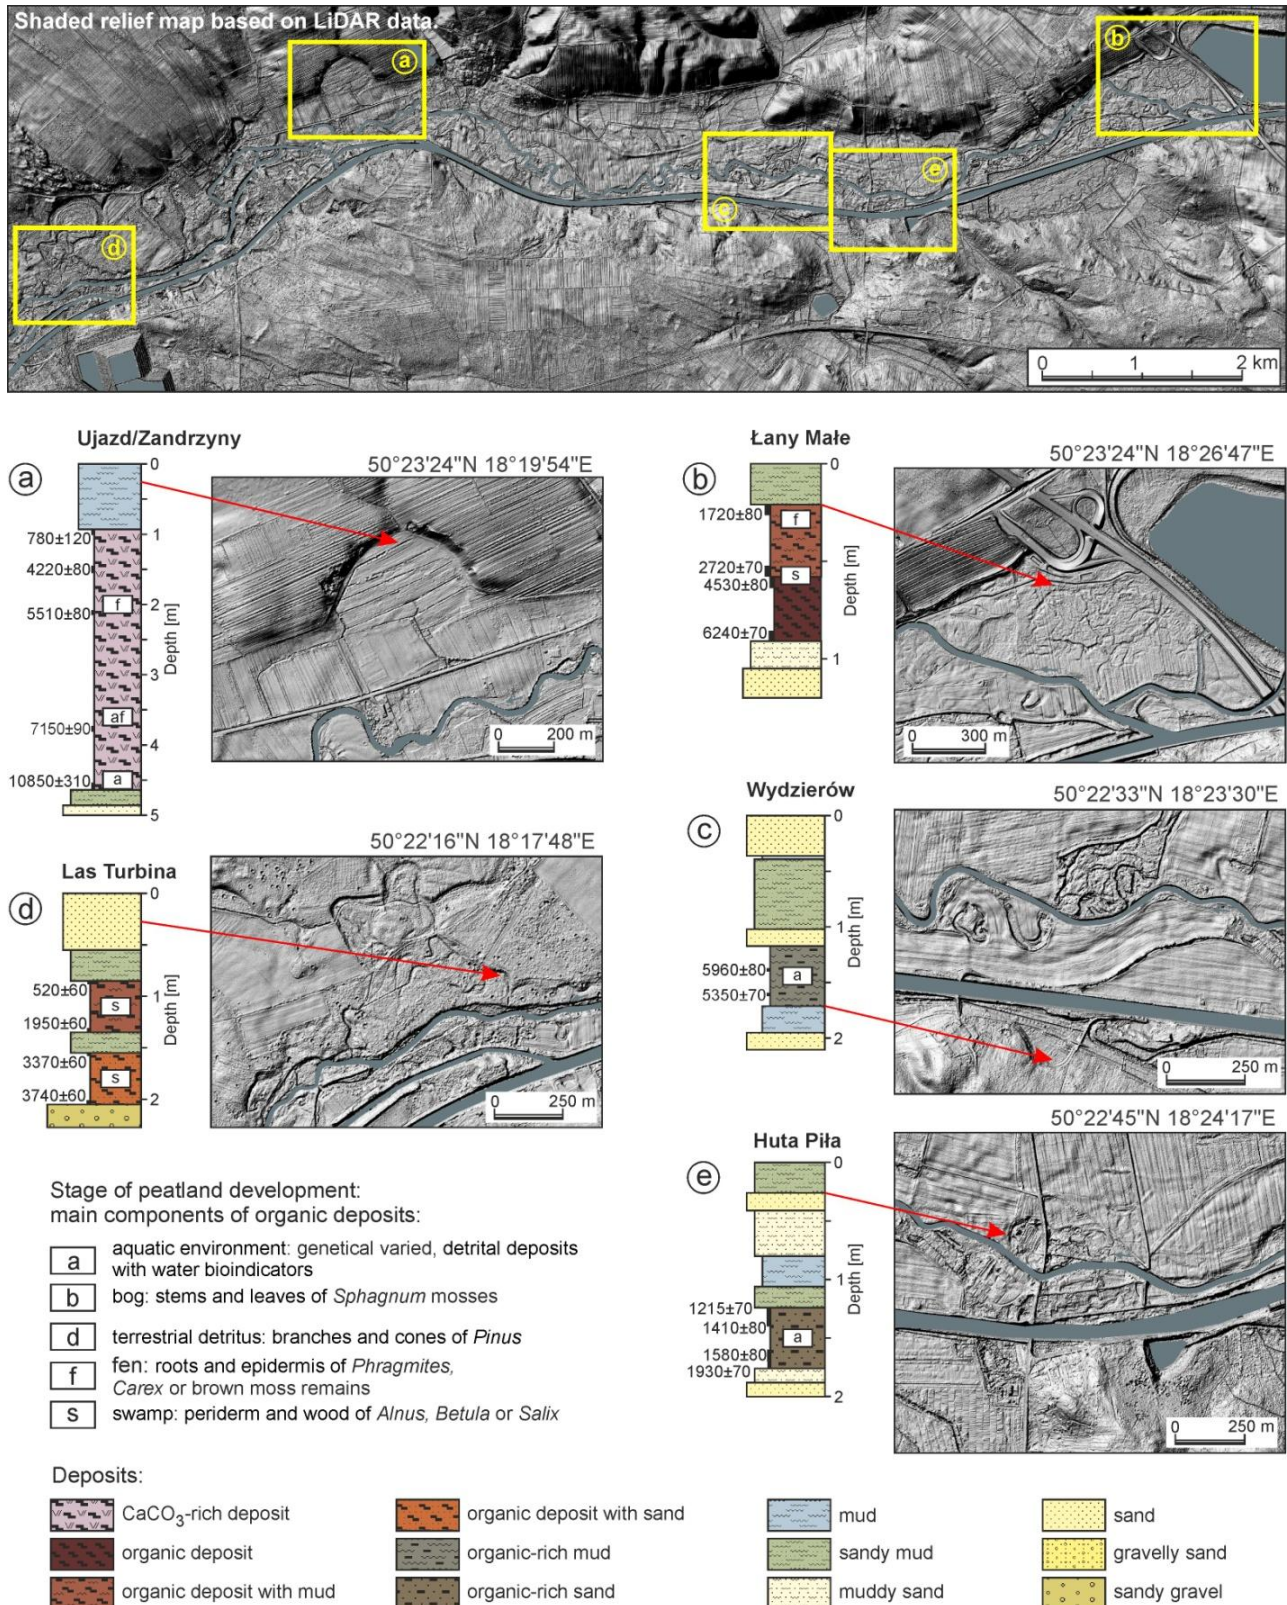 Shaded relief map based on LiDAR data.
a
b
c
e
d
0 1 2 km
Ujazd/Zandrzyny
a
50°23'24"N 18°19'54"E
0
1
2
3
4
5
Depth [m]
780±120
4220±80
5510±80
7150±90
10850±310
f
af
a
0 200 m
Łany Małe
b
50°23'24"N 18°26'47"E
0
1
Depth [m]
1720±80
2720±70
4530±80
6240±70
f
s
0 300 m
Wydzierów
c
50°22'33"N 18°23'30"E
0
1
2
Depth [m]
5960±80
5350±70
a
0 250 m
Las Turbina
d
50°22'16"N 18°17'48"E
0
1
2
Depth [m]
520±60
1950±60
3370±60
3740±60
s
s
0 250 m
Huta Piła
e
50°22'45"N 18°24'17"E
0
1
2
Depth [m]
1215±70
1410±80
1580±80
1930±70
a
0 250 m
Stage of peatland development:
main components of organic deposits:
a aquatic environment: genetical varied, detrital deposits
with water bioindicators
b bog: stems and leaves of Sphagnum mosses
d terrestrial detritus: branches and cones of Pinus
f fen: roots and epidermis of Phragmites,
Carex or brown moss remains
s swamp: periderm and wood of Alnus, Betula or Salix
Deposits:
CaCO₃-rich deposit
organic deposit
organic deposit with mud
organic deposit with sand
organic-rich mud
organic-rich sand
mud
sandy mud
muddy sand
sand
gravelly sand
sandy gravel